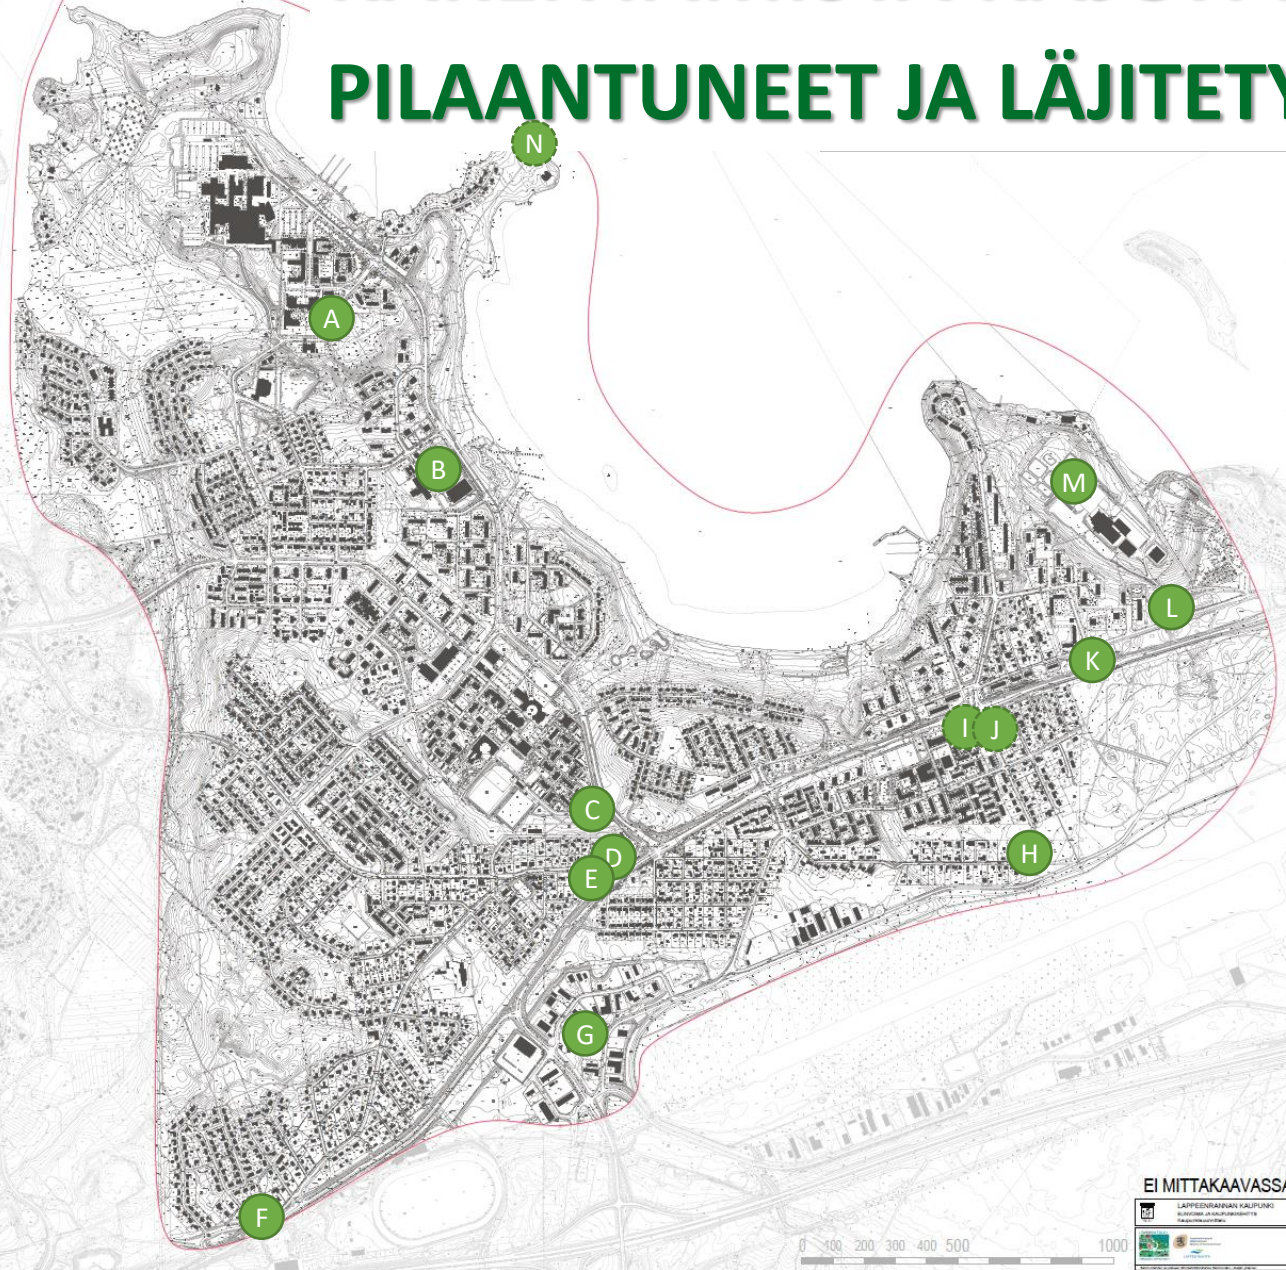 PILAANTUNEET JA LÄJITETY
N
A
B
M
L
K
I J
C
D
H
E
G
F
EI MITTAKAAVASSA
LAPPEENRANNAN KAUPUNKI
0 100 200 300 400 500 1000